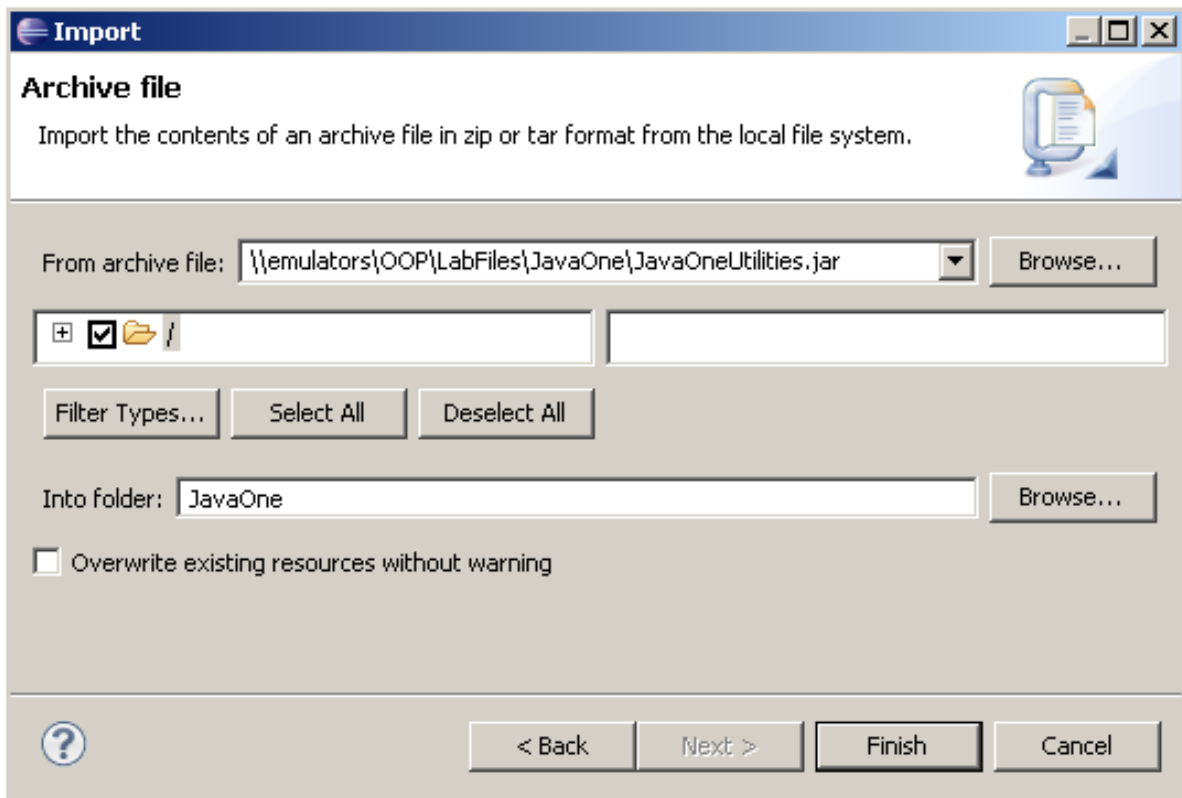 Import
Archive file
Import the contents of an archive file in zip or tar format from the local file system.
From archive file: \\emulators\OOP\LabFiles\JavaOne\JavaOneUtilities.jar Browse...
/
Filter Types... Select All Deselect All
Into folder: JavaOne Browse...
Overwrite existing resources without warning
? < Back Next > Finish Cancel